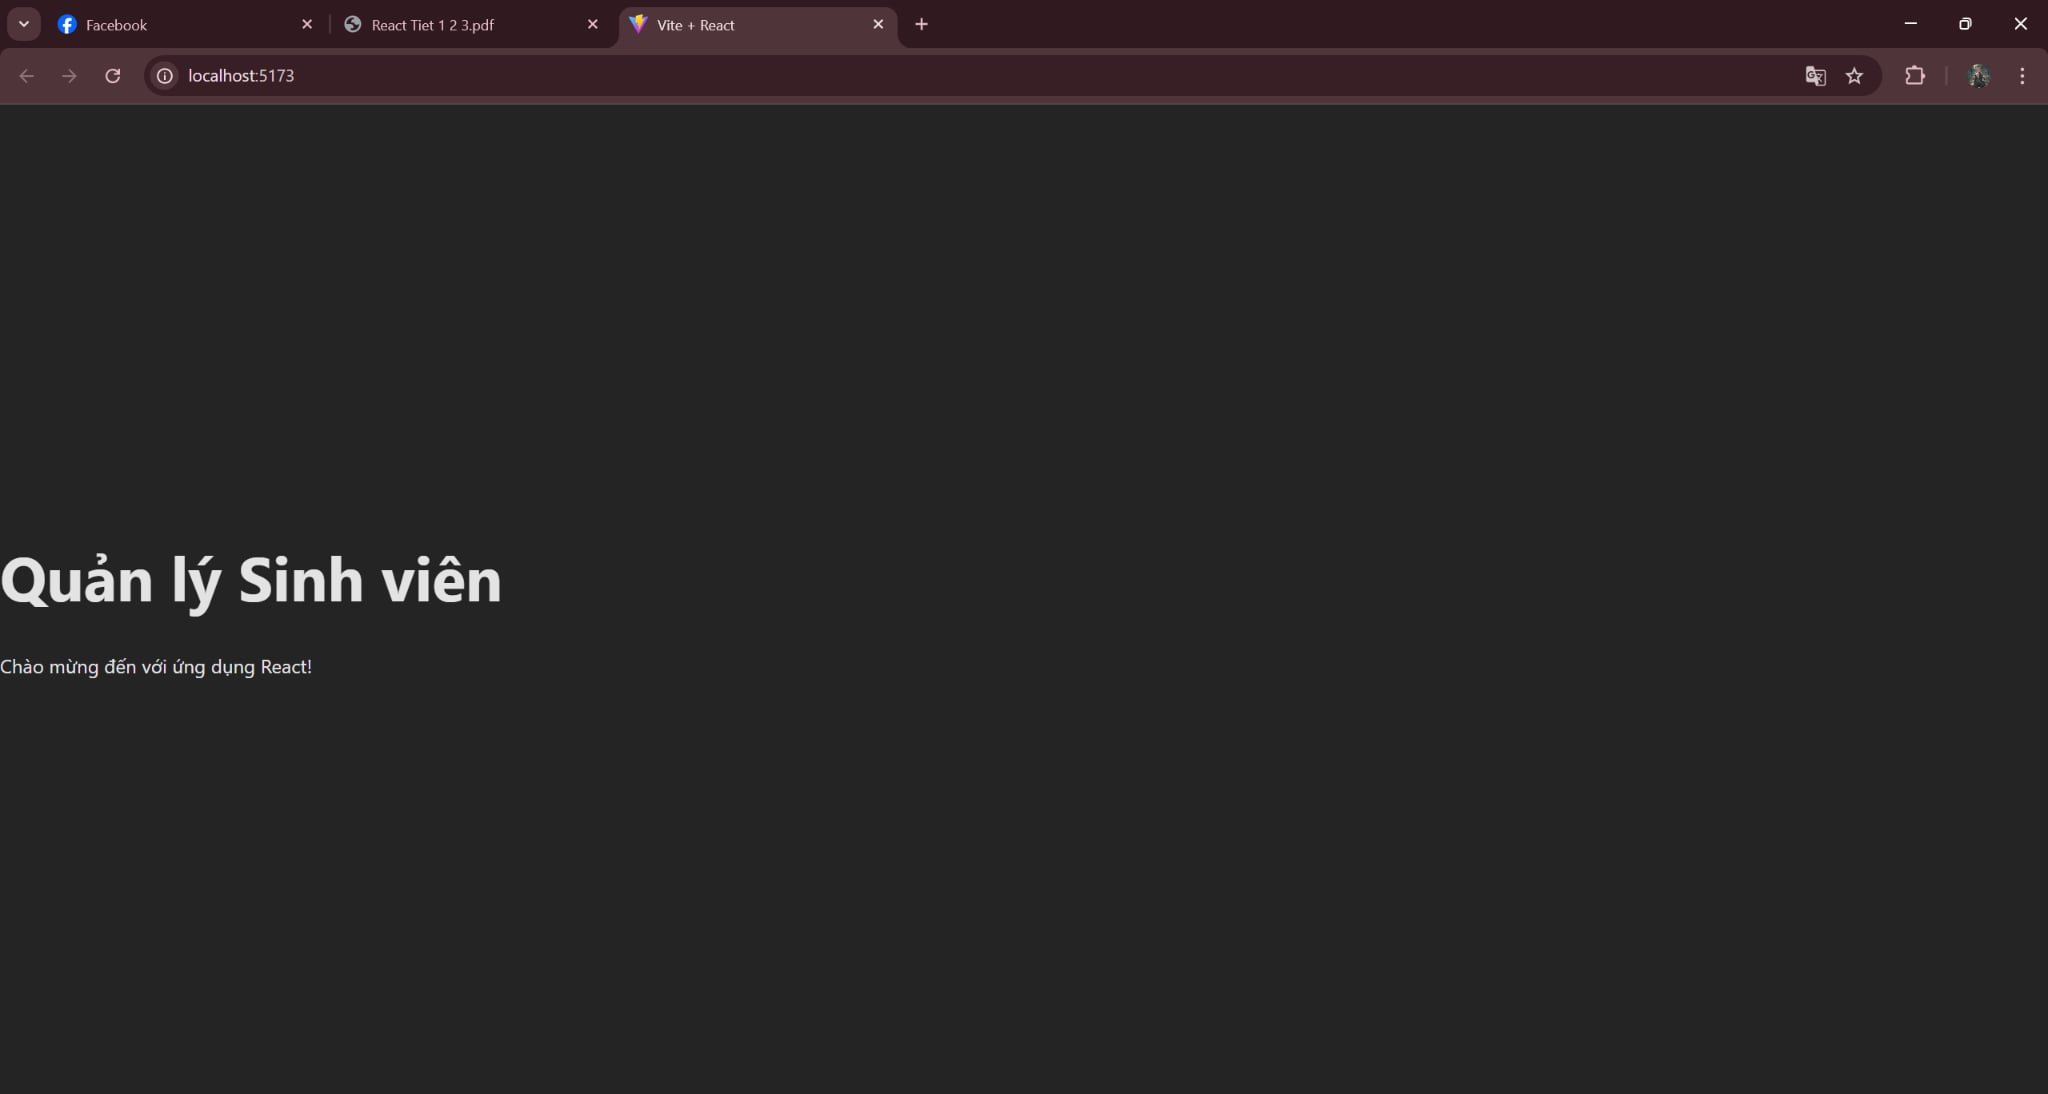 Facebook
React Tiet 1 2 3.pdf
Vite + React
localhost:5173
Quản lý Sinh viên
Chào mừng đến với ứng dụng React!